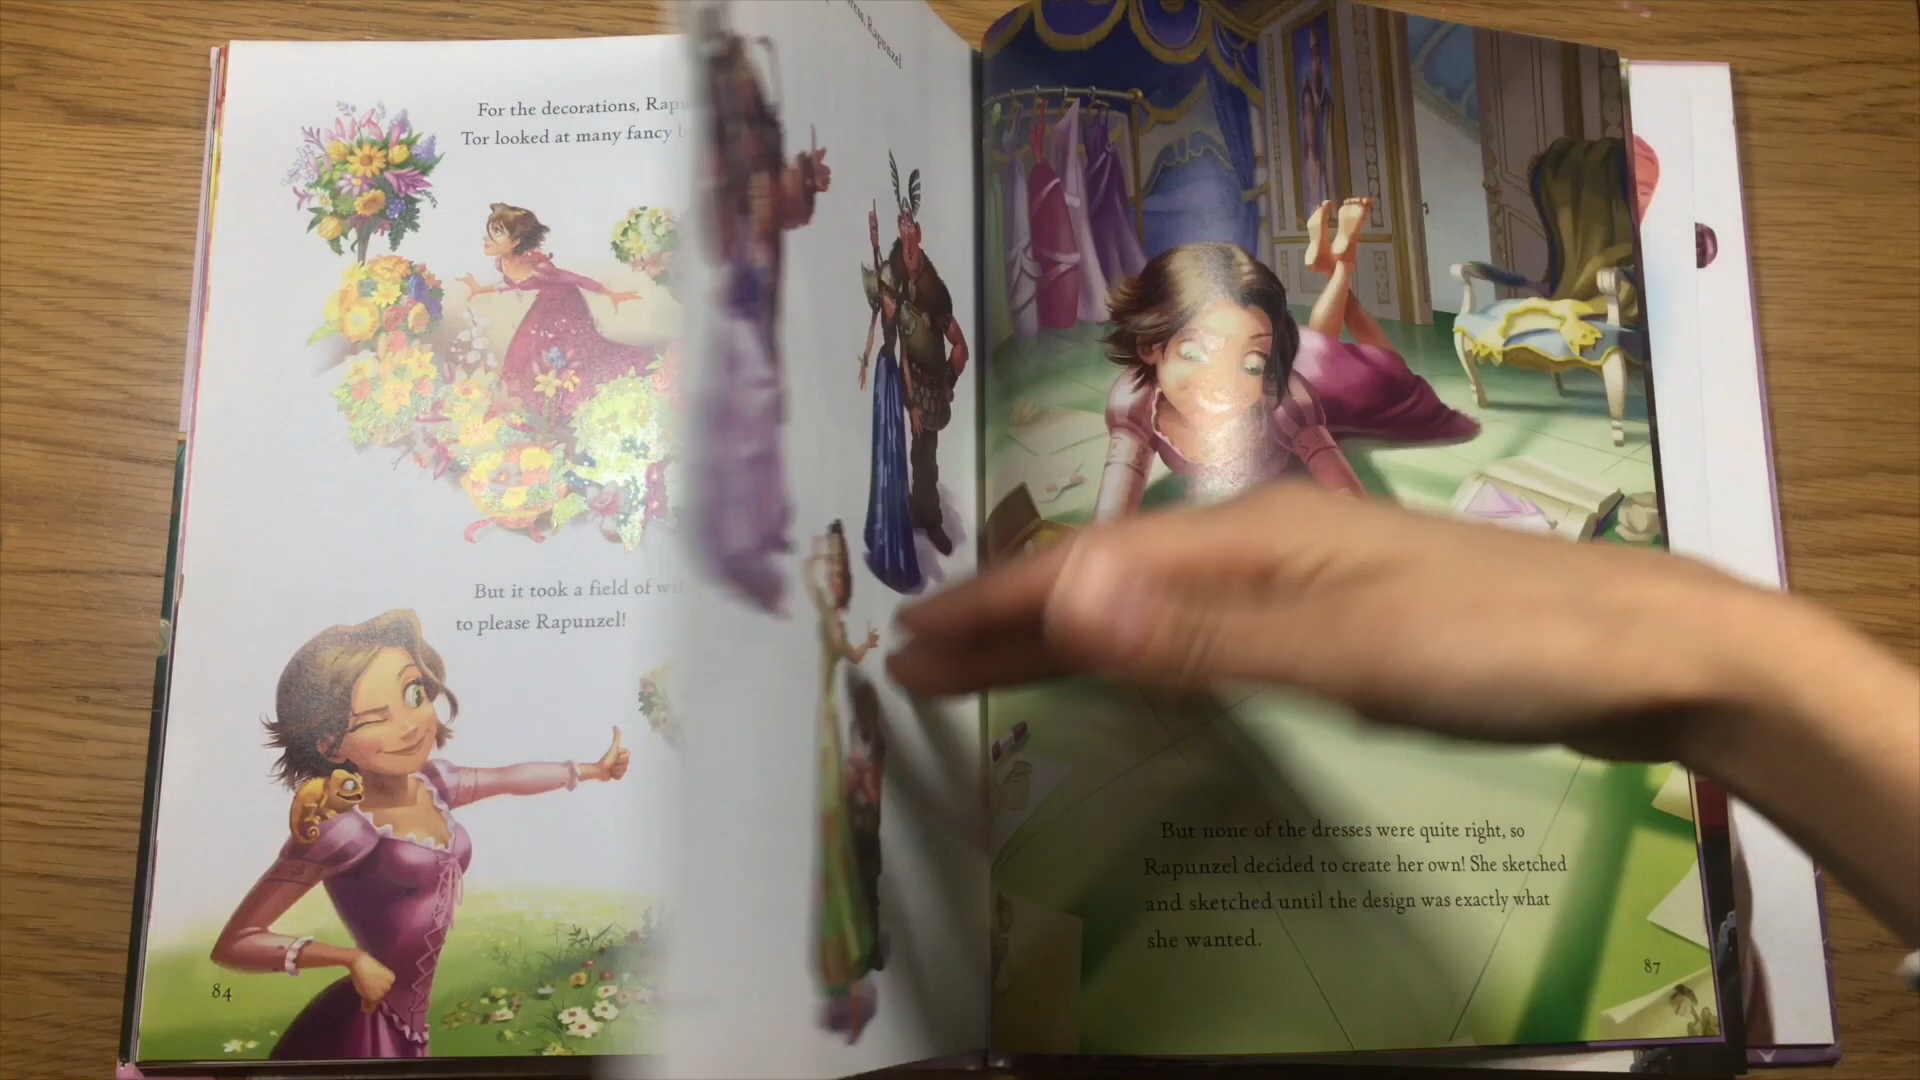 For the decorations,
Tor looked at many fancy
But it took a field of
to please Rapunzel!
84
Rapunzel
But none of the dresses were quite right, so
Rapunzel decided to create her own! She sketched
and sketched until the design was exactly what
she wanted.
87